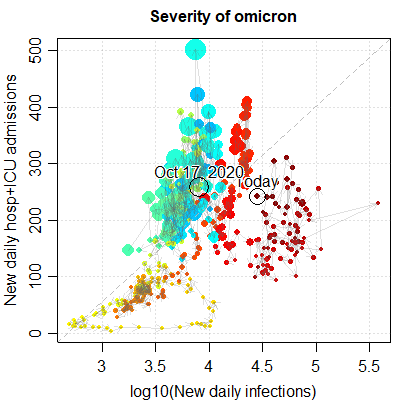 Severity of omicron
New daily hosp+ICU admissions
500
400
300
200
100
0
Oct 17, 2020
Today
3
3.5
4
4.5
5
5.5
log10(New daily infections)